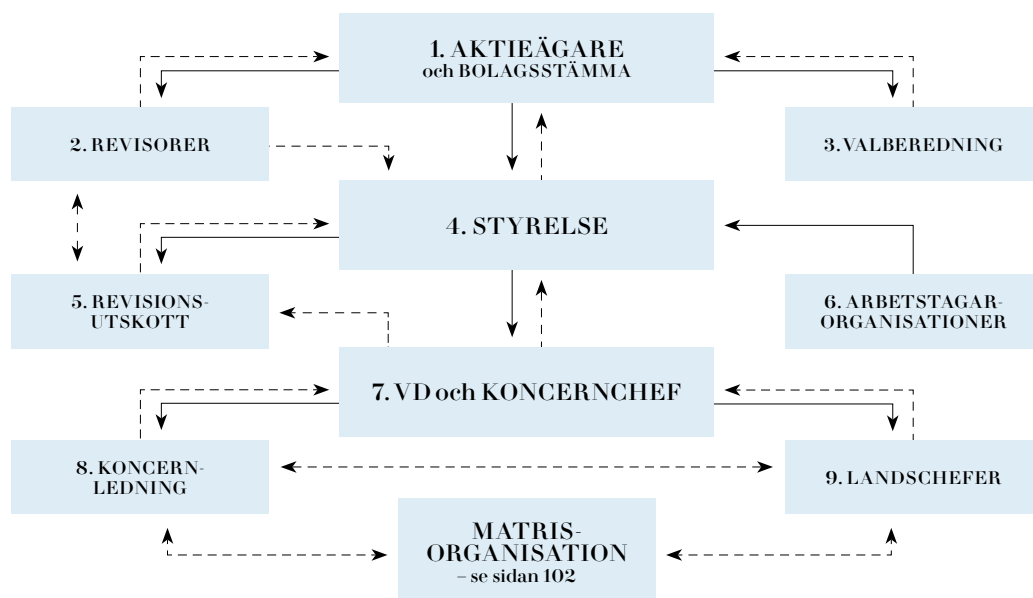 1. AKTIEÄGARE
och BOLAGSSTÄMMA
2. REVISORER
3. VALBEREDNING
4. STYRELSE
5. REVISIONS-
UTSKOTT
6. ARBETSTAGAR-
ORGANISATIONER
7. VD och KONCERNCHEF
8. KONCERN-
LEDNING
9. LANDSCHEFER
MATRIS-
ORGANISATION
– se sidan 102